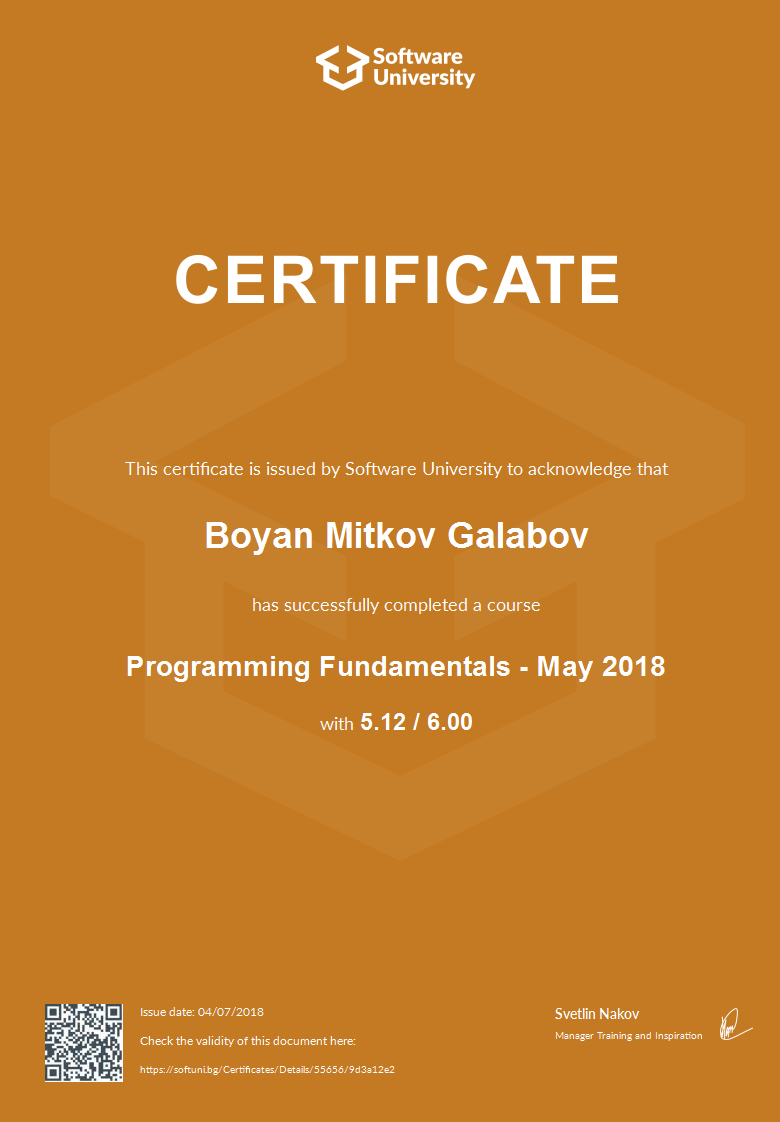 Software
University
CERTIFICATE
This certificate is issued by Software University to acknowledge that
Boyan Mitkov Galabov
has successfully completed a course
Programming Fundamentals - May 2018
with 5.12 / 6.00
Issue date: 04/07/2018
Check the validity of this document here:
https://softuni.bg/Certificates/Details/55656/9d3a12e2
Svetlin Nakov
Manager Training and Inspiration